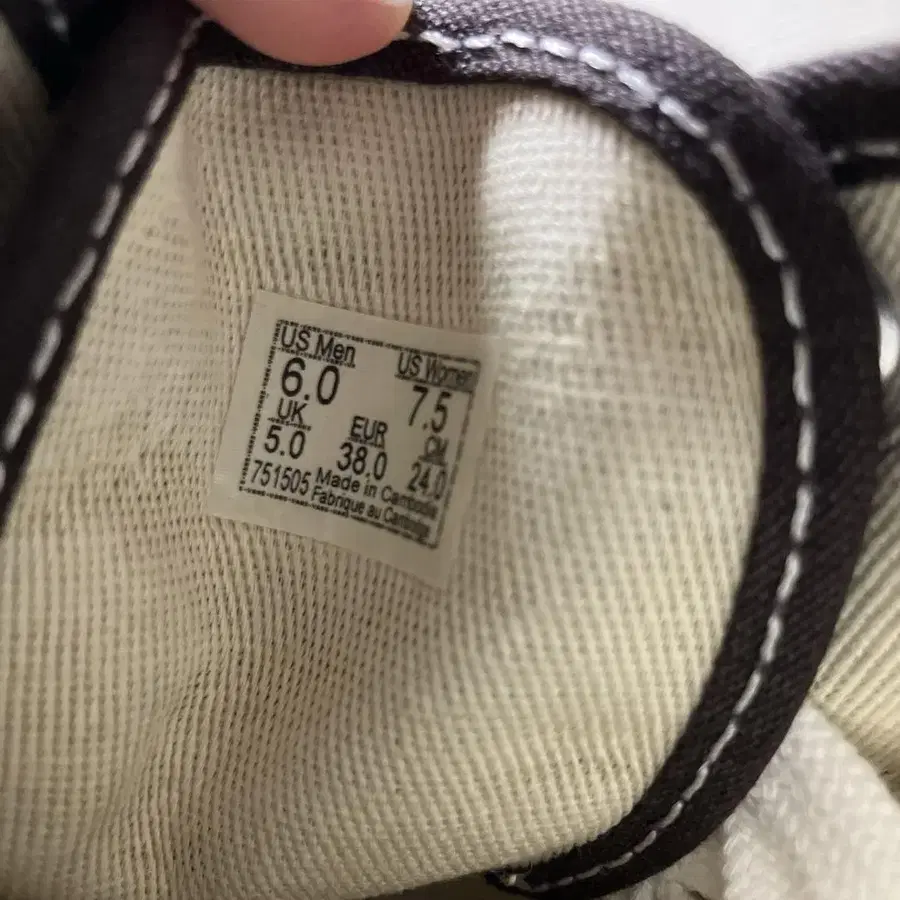 US Men US Women
6.0 7.5
UK EUR CM
5.0 38.0 24.0
751505 Made in Cambodia
Fabrique au Cambodge